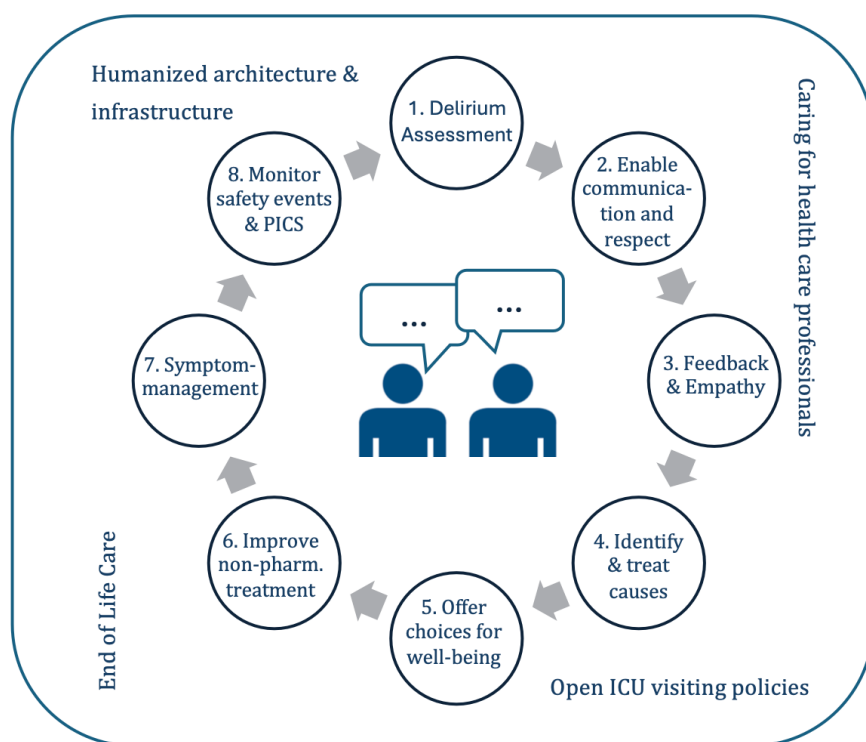 Humanized architecture &
infrastructure
1. Delirium
Assessment
Caring for health care professionals
8. Monitor
safety events
& PICS
2. Enable
communica-
tion and
respect
...
...
7. Symptom-
management
3. Feedback
& Empathy
6. Improve
non-pharm.
treatment
4. Identify
& treat
causes
5. Offer
choices for
well-being
End of Life Care
Open ICU visiting policies